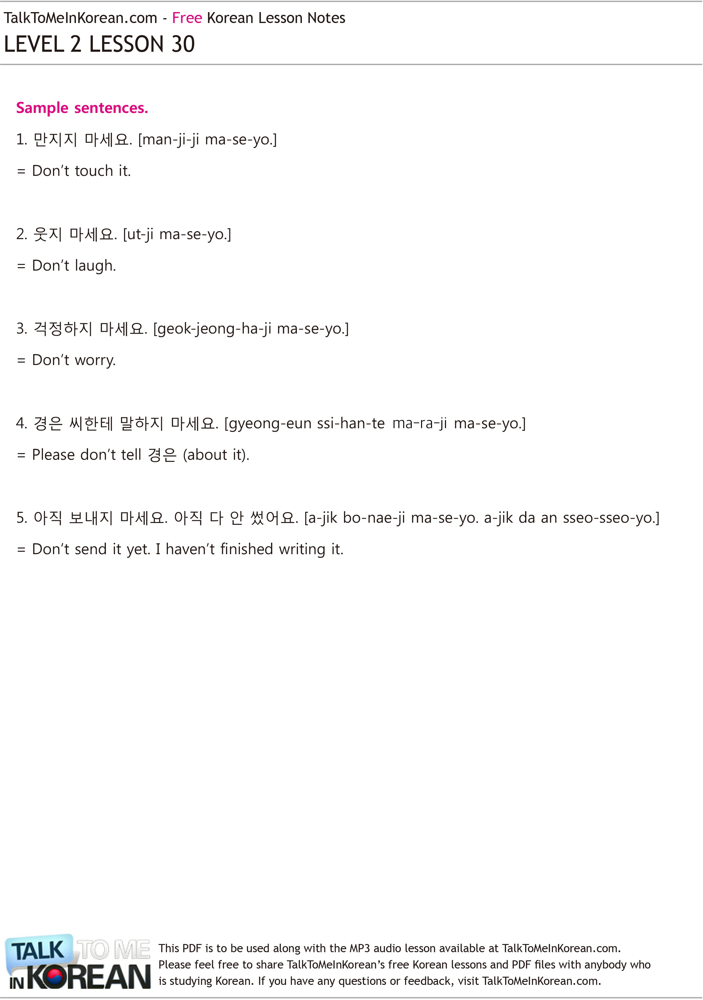 TalkToMeInKorean.com - Free Korean Lesson Notes
LEVEL 2 LESSON 30
Sample sentences.
1. 만지지 마세요. [man-ji-ji ma-se-yo.]
= Don’t touch it.
2. 웃지 마세요. [ut-ji ma-se-yo.]
= Don’t laugh.
3. 걱정하지 마세요. [geok-jeong-ha-ji ma-se-yo.]
= Don’t worry.
4. 경은 씨한테 말하지 마세요. [gyeong-eun ssi-han-te ma-ra-ji ma-se-yo.]
= Please don’t tell 경은 (about it).
5. 아직 보내지 마세요. 아직 다 안 썼어요. [a-jik bo-nae-ji ma-se-yo. a-jik da an sseo-sseo-yo.]
= Don’t send it yet. I haven’t finished writing it.
TALK TO ME
IN KOREAN
This PDF is to be used along with the MP3 audio lesson available at TalkToMeInKorean.com.
Please feel free to share TalkToMeInKorean’s free Korean lessons and PDF files with anybody who
is studying Korean. If you have any questions or feedback, visit TalkToMeInKorean.com.